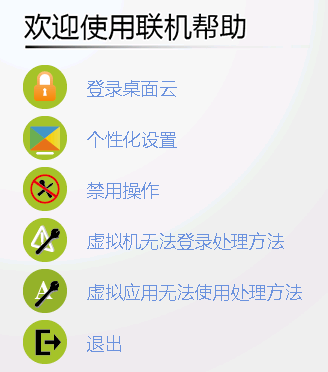 欢迎使用联机帮助
登录桌面云
个性化设置
禁用操作
虚拟机无法登录处理方法
虚拟应用无法使用处理方法
退出